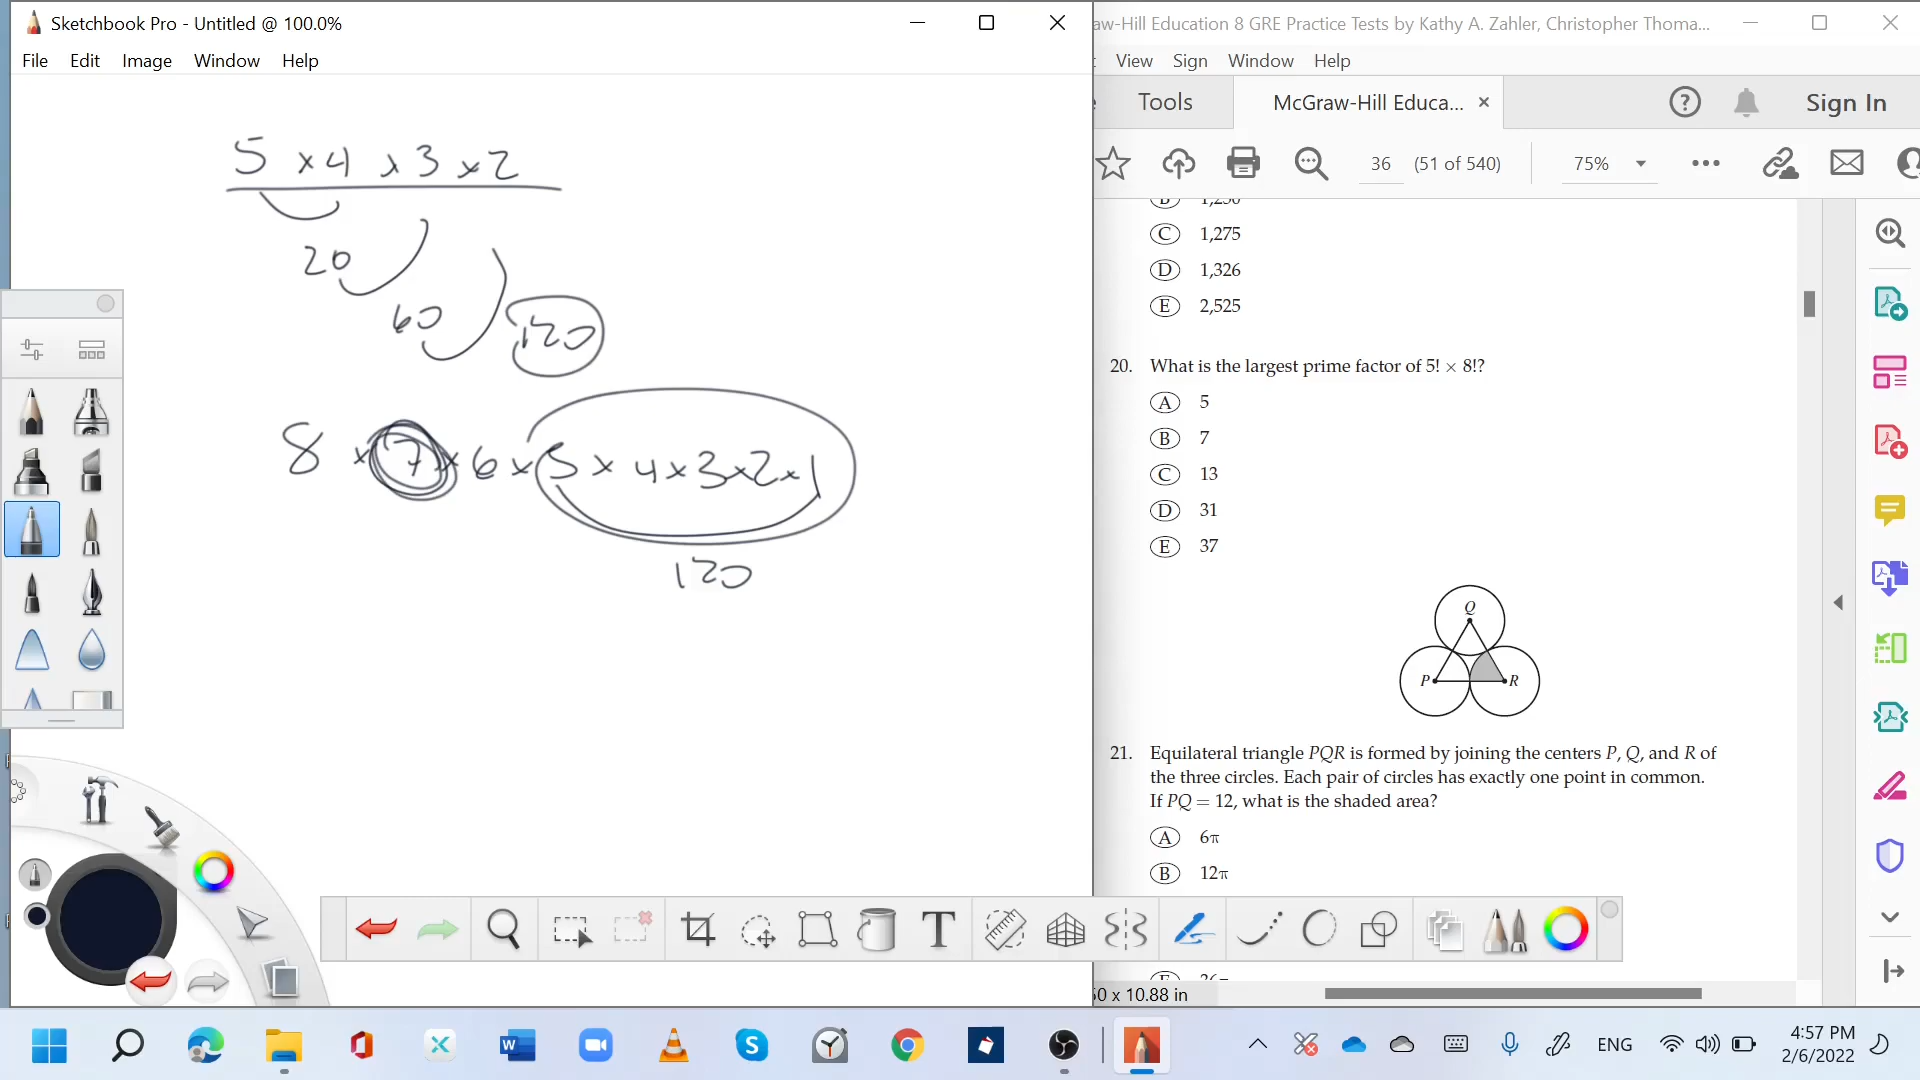 Sketchbook Pro - Untitled @ 100.0%
File Edit Image Window Help
5 × 4 × 3 × 2
20
60
120
8 × 7 × 6 × 5 × 4 × 3 × 2 × 1
120
aw-Hill Education 8 GRE Practice Tests by Kathy A. Zahler, Christopher Thoma...
View Sign Window Help
Tools McGraw-Hill Educa... × Sign In
36 (51 of 540) 75%
B 1,250
C 1,275
D 1,326
E 2,525
20. What is the largest prime factor of 5! × 8!?
A 5
B 7
C 13
D 31
E 37
Q
P R
21. Equilateral triangle PQR is formed by joining the centers P, Q, and R of
the three circles. Each pair of circles has exactly one point in common.
If PQ = 12, what is the shaded area?
A 6π
B 12π
0 x 10.88 in
ENG
4:57 PM
2/6/2022